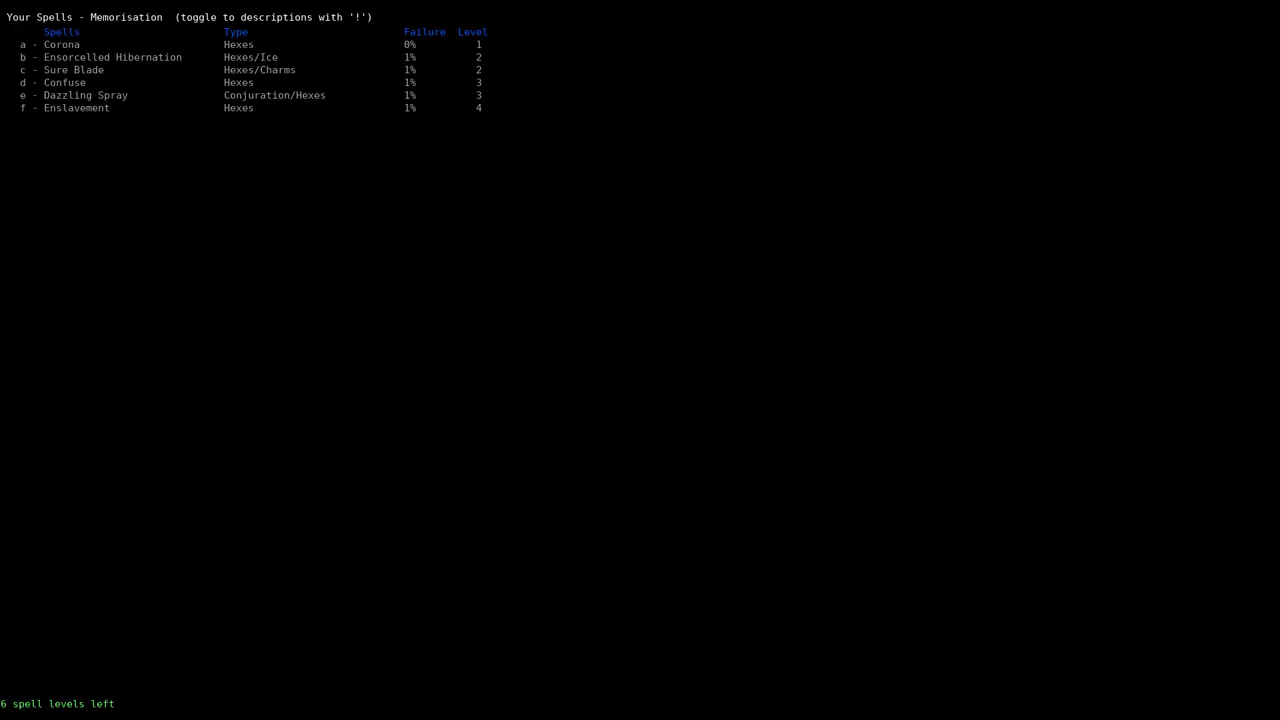 Your Spells - Memorisation (toggle to descriptions with '!')
Spells Type Failure Level
a - Corona Hexes 0% 1
b - Ensorcelled Hibernation Hexes/Ice 1% 2
c - Sure Blade Hexes/Charms 1% 2
d - Confuse Hexes 1% 3
e - Dazzling Spray Conjuration/Hexes 1% 3
f - Enslavement Hexes 1% 4
6 spell levels left